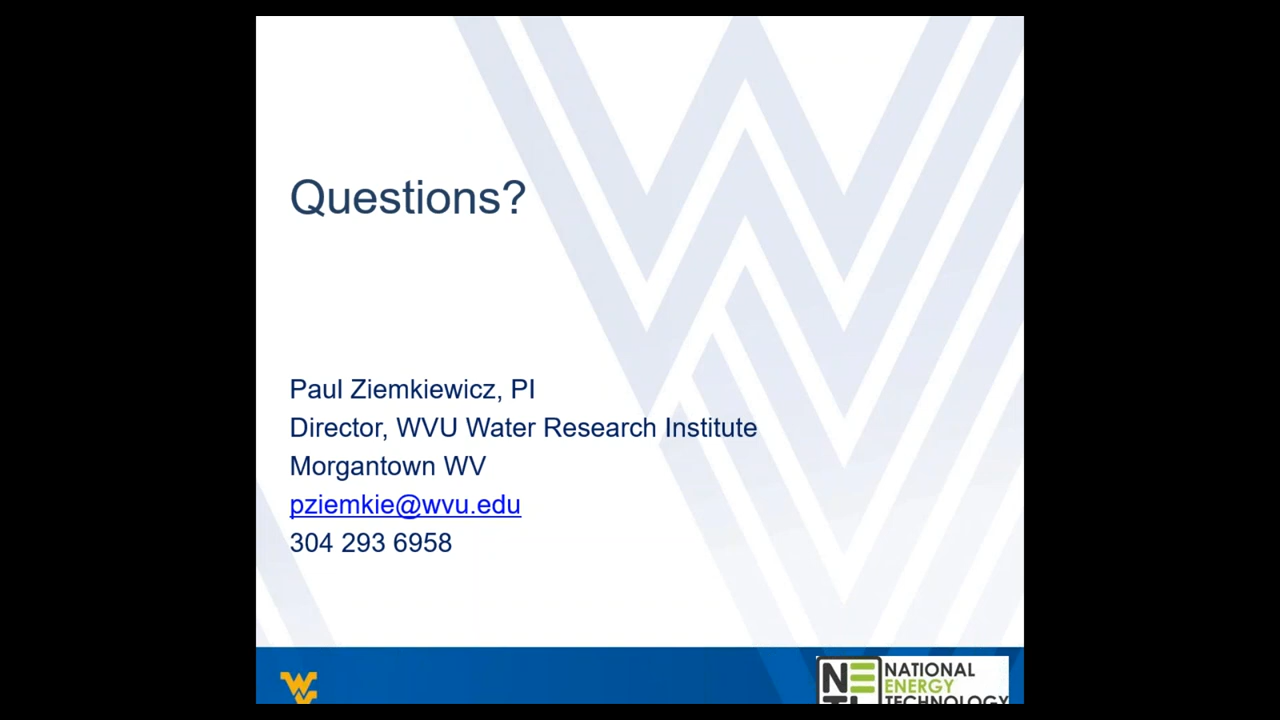 Questions?
Paul Ziemkiewicz, PI
Director, WVU Water Research Institute
Morgantown WV
pziemkie@wvu.edu
304 293 6958
NATIONAL
ENERGY
TECHNOLOGY